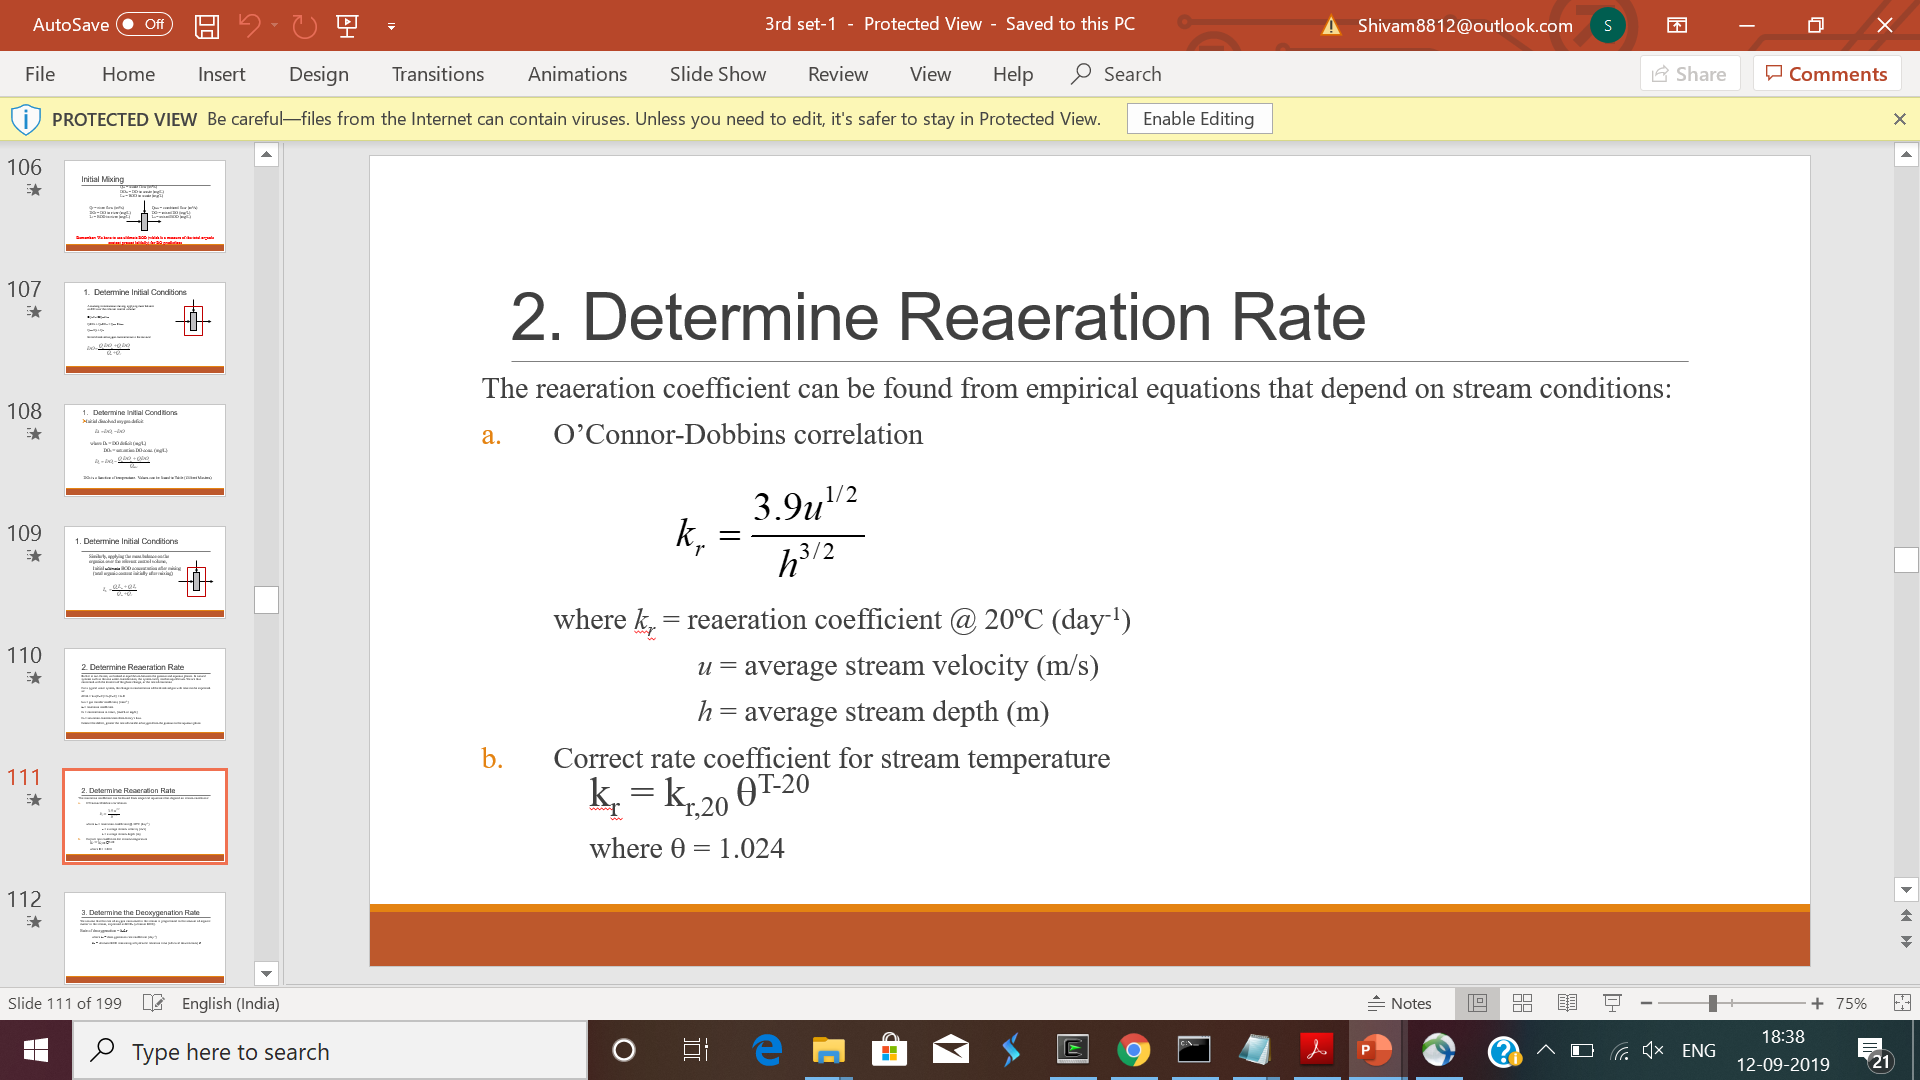 AutoSave Off
3rd set-1 - Protected View - Saved to this PC
Shivam8812@outlook.com
S
File Home Insert Design Transitions Animations Slide Show Review View Help Search
Share Comments
PROTECTED VIEW Be careful—files from the Internet can contain viruses. Unless you need to edit, it's safer to stay in Protected View. Enable Editing
106
Initial Mixing
107
1. Determine Initial Conditions
108
1. Determine Initial Conditions
109
1. Determine Initial Conditions
110
2. Determine Reaeration Rate
111
2. Determine Reaeration Rate
112
3. Determine the Deoxygenation Rate
2. Determine Reaeration Rate
The reaeration coefficient can be found from empirical equations that depend on stream conditions:
a. O’Connor-Dobbins correlation
k_r = 3.9u^{1/2} / h^{3/2}
where k_r = reaeration coefficient @ 20ºC (day⁻¹)
u = average stream velocity (m/s)
h = average stream depth (m)
b. Correct rate coefficient for stream temperature
k_r = k_{r,20} θ^{T-20}
where θ = 1.024
Slide 111 of 199 English (India)
Notes 75%
Type here to search
ENG
18:38
12-09-2019
21